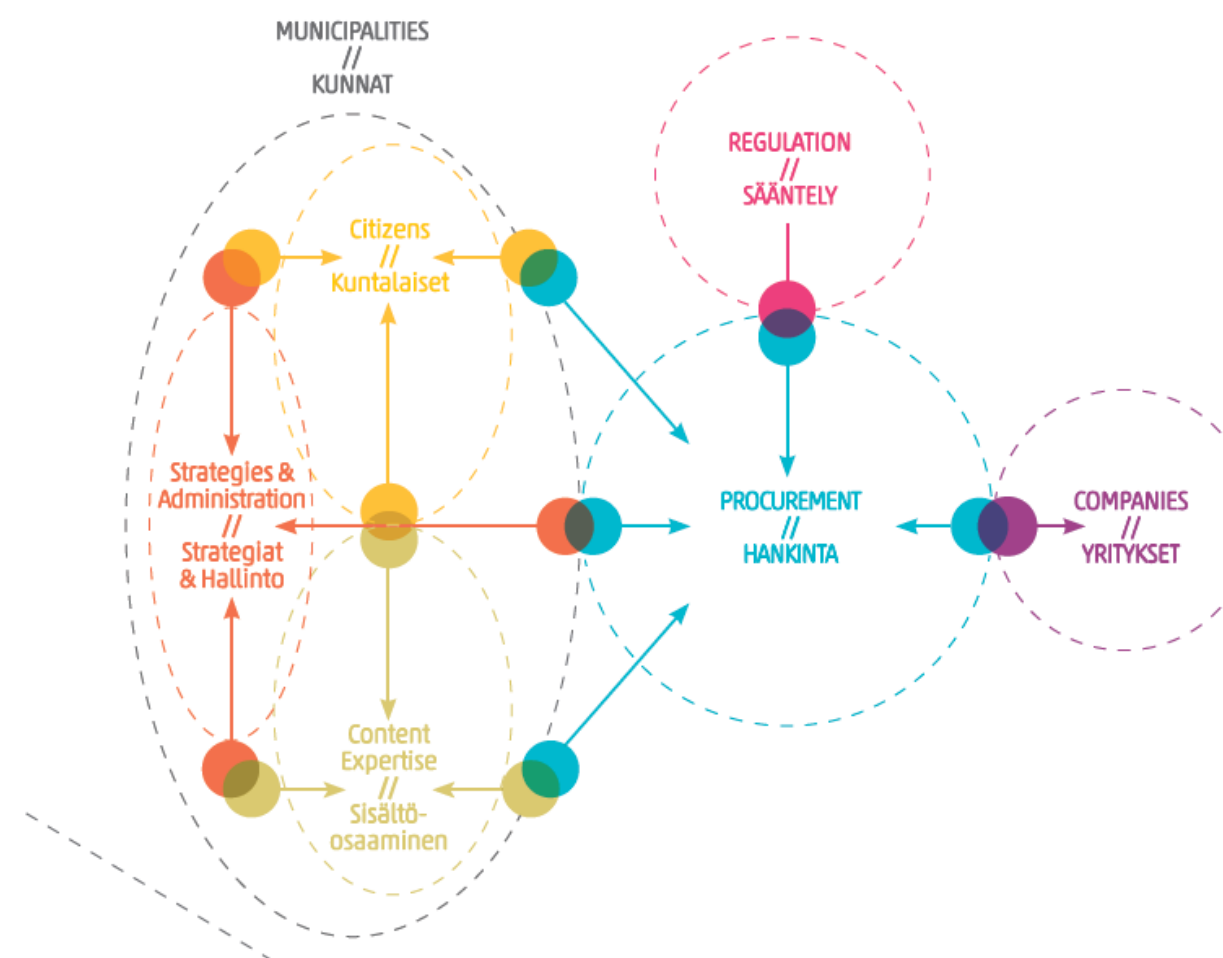 MUNICIPALITIES
//
KUNNAT
REGULATION
//
SÄÄNTELY
Citizens
//
Kuntalaiset
Strategies &
Administration
//
Strategiat
& Hallinto
PROCUREMENT
//
HANKINTA
COMPANIES
//
YRITYKSET
Content
Expertise
//
Sisältö-
osaaminen